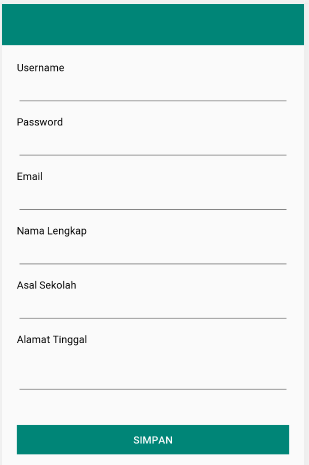 Username
Password
Email
Nama Lengkap
Asal Sekolah
Alamat Tinggal
SIMPAN